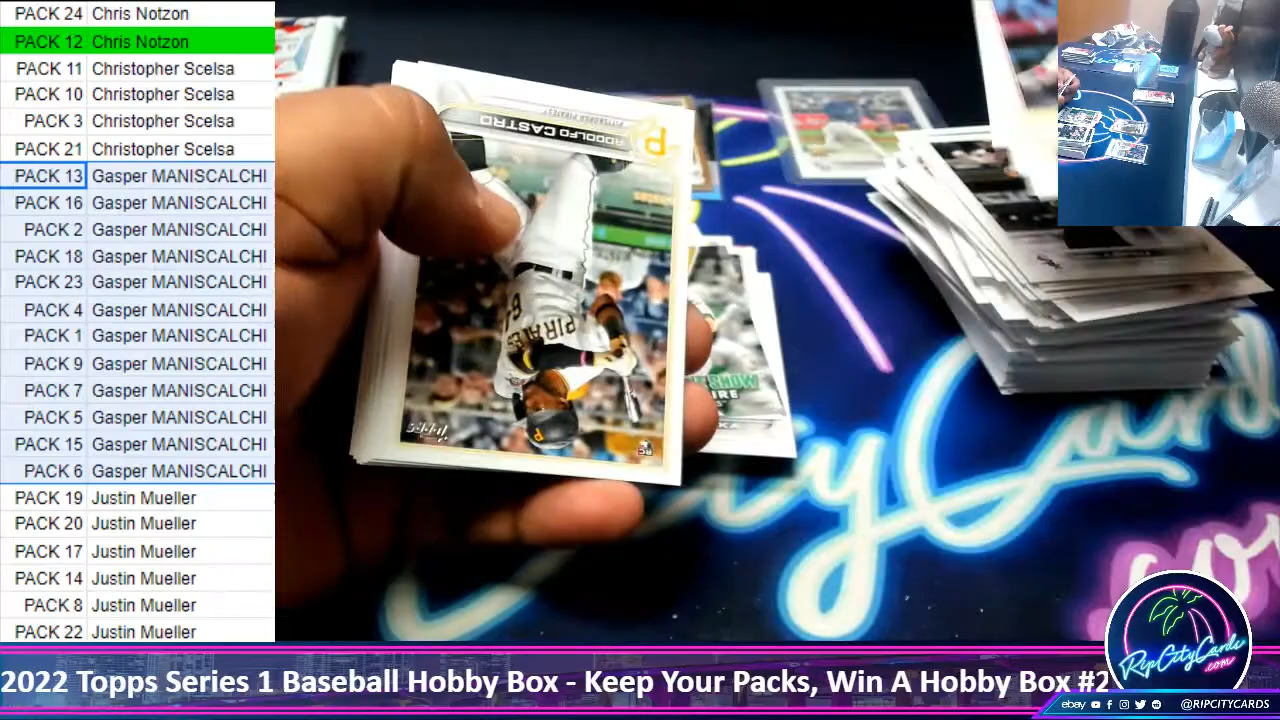 PACK 24 Chris Notzon
PACK 12 Chris Notzon
PACK 11 Christopher Scelsa
PACK 10 Christopher Scelsa
PACK 3 Christopher Scelsa
PACK 21 Christopher Scelsa
PACK 13 Gasper MANISCALCHI
PACK 16 Gasper MANISCALCHI
PACK 2 Gasper MANISCALCHI
PACK 18 Gasper MANISCALCHI
PACK 23 Gasper MANISCALCHI
PACK 4 Gasper MANISCALCHI
PACK 1 Gasper MANISCALCHI
PACK 9 Gasper MANISCALCHI
PACK 7 Gasper MANISCALCHI
PACK 5 Gasper MANISCALCHI
PACK 15 Gasper MANISCALCHI
PACK 6 Gasper MANISCALCHI
PACK 19 Justin Mueller
PACK 20 Justin Mueller
PACK 17 Justin Mueller
PACK 14 Justin Mueller
PACK 8 Justin Mueller
PACK 22 Justin Mueller
PITTSBURGH PIRATES
RODOLFO CASTRO
P
PIRATES
P
Topps
RC
SHOW
RipCityCards
.com
2022 Topps Series 1 Baseball Hobby Box - Keep Your Packs, Win A Hobby Box #2
ebay @RIPCITYCARDS